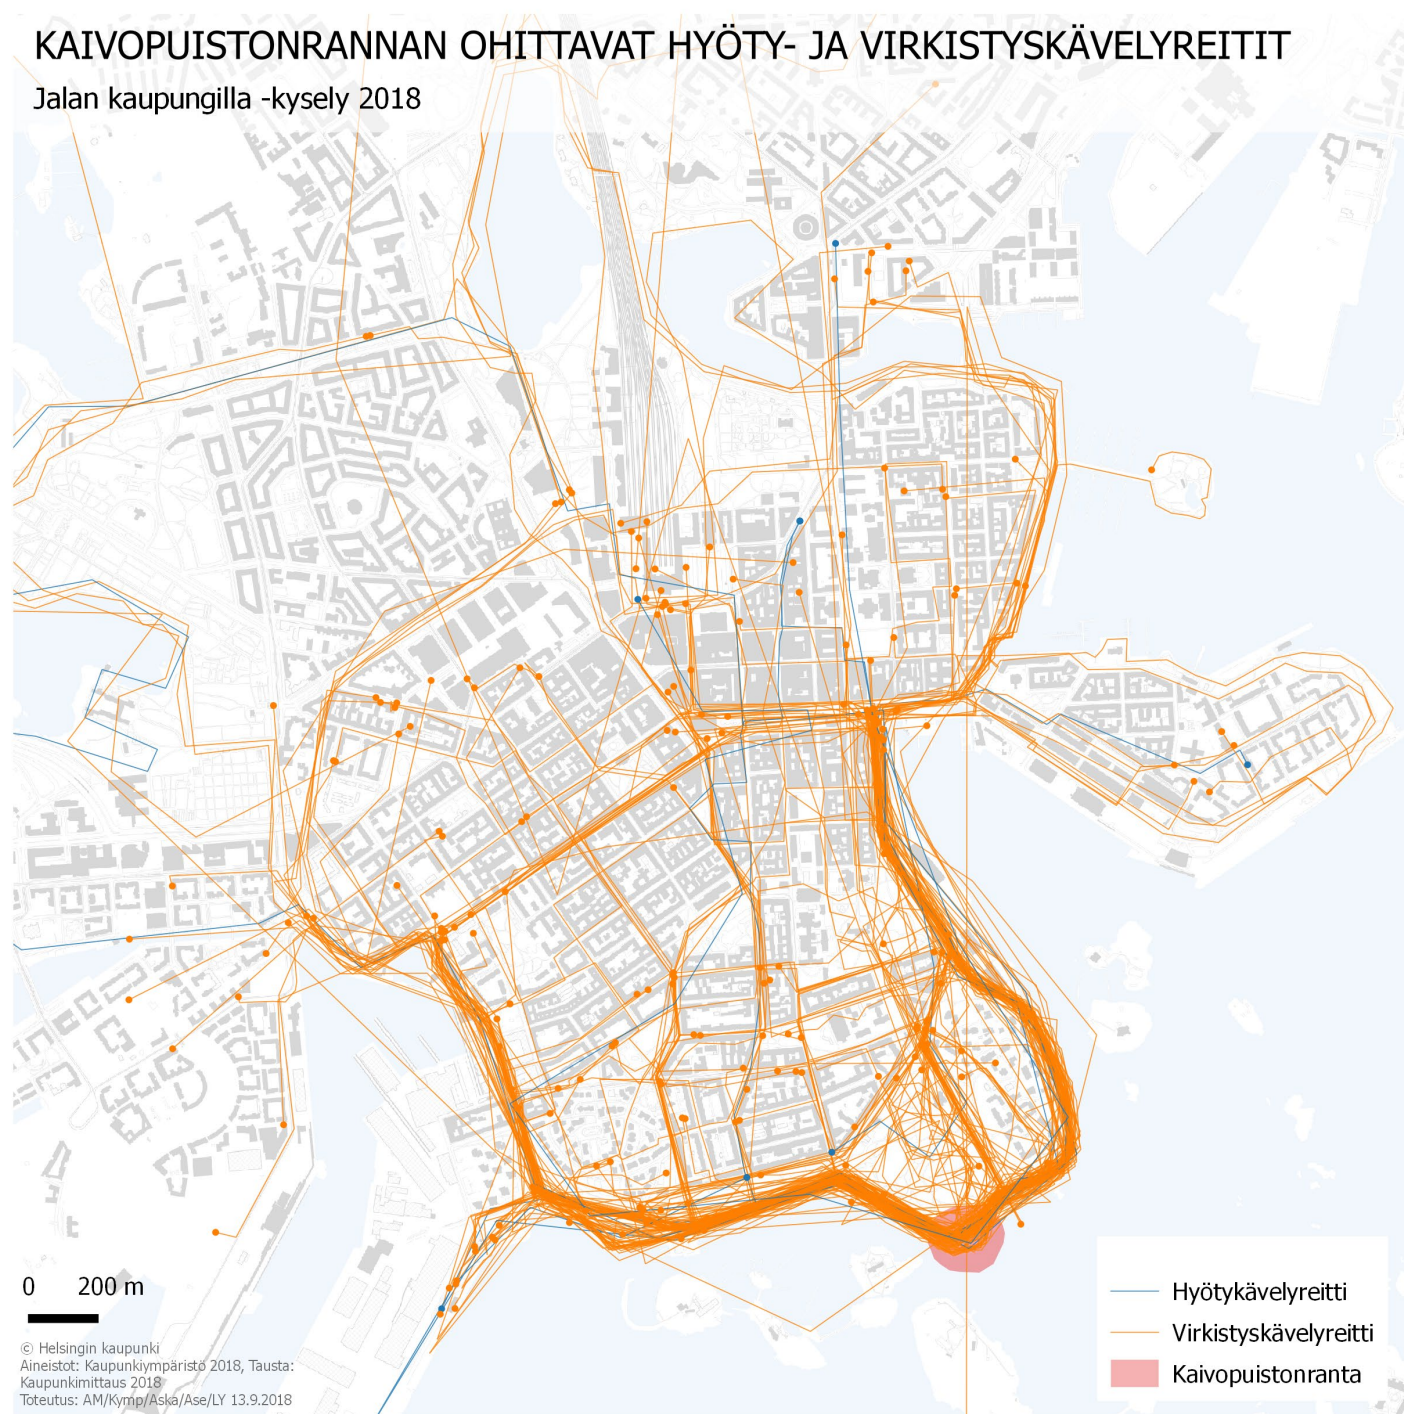 KAIVOPUISTONRANNAN OHITTAVAT HYÖTY- JA VIRKISTYSKÄVELYREITIT
Jalan kaupungilla -kysely 2018
0 200 m
© Helsingin kaupunki
Aineistot: Kaupunkiympäristö 2018, Tausta:
Kaupunkimittaus 2018
Toteutus: AM/Kymp/Aska/Ase/LY 13.9.2018
Hyötykävelyreitti
Virkistyskävelyreitti
Kaivopuistonranta